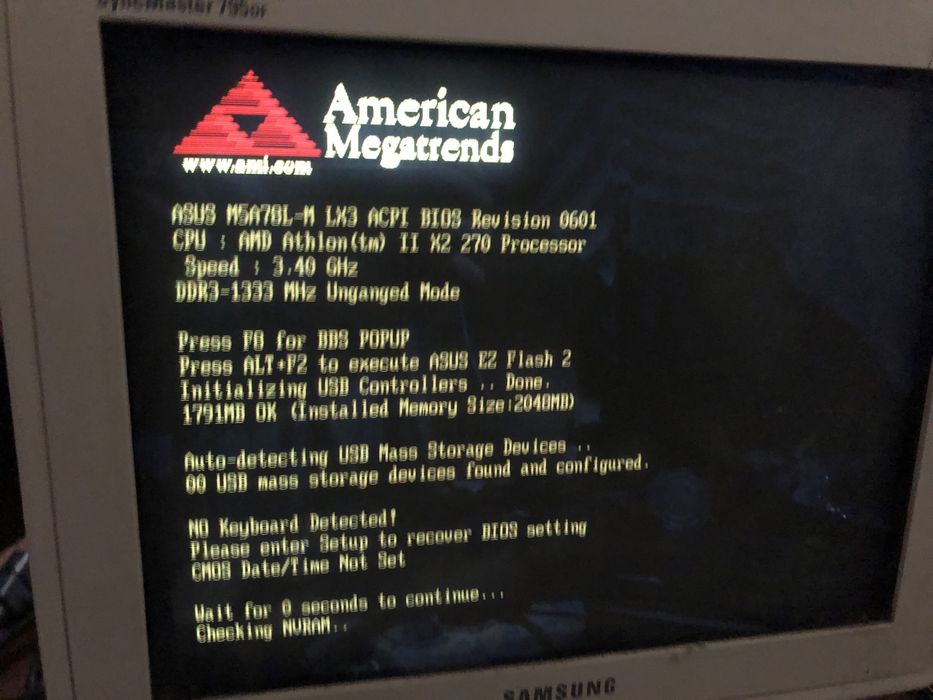 SyncMaster 795DF
American
Megatrends
www.ami.com
ASUS M5A78L-M LX3 ACPI BIOS Revision 0601
CPU : AMD Athlon(tm) II X2 270 Processor
Speed : 3.40 GHz
DDR3-1333 MHz Unganged Mode
Press F8 for BBS POPUP
Press ALT+F2 to execute ASUS EZ Flash 2
Initializing USB Controllers .. Done.
1791MB OK (Installed Memory Size:2048MB)
Auto-detecting USB Mass Storage Devices ..
00 USB mass storage devices found and configured.
NO Keyboard Detected!
Please enter Setup to recover BIOS setting
CMOS Date/Time Not Set
Wait for 0 seconds to continue...
Checking NVRAM..
SAMSUNG